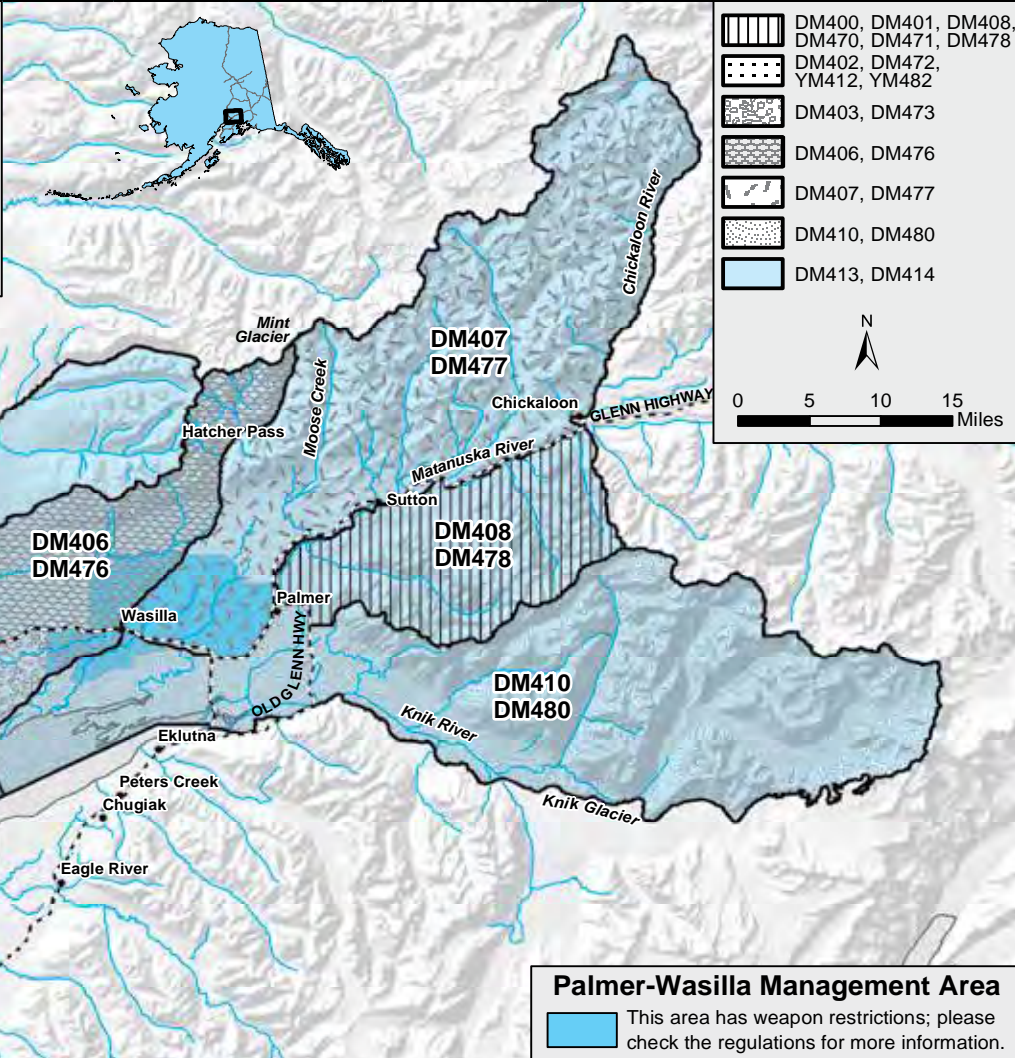 DM400, DM401, DM408,
DM470, DM471, DM478
DM402, DM472,
YM412, YM482
DM403, DM473
DM406, DM476
DM407, DM477
DM410, DM480
DM413, DM414
N
0 5 10 15
Miles
Chickaloon River
Mint
Glacier
DM407
DM477
Moose Creek
Chickaloon
GLENN HIGHWAY
Hatcher Pass
Matanuska River
Sutton
DM406
DM476
DM408
DM478
Palmer
Wasilla
OLD GLENN HWY
DM410
DM480
Knik River
Eklutna
Peters Creek
Chugiak
Knik Glacier
Eagle River
Palmer-Wasilla Management Area
This area has weapon restrictions; please
check the regulations for more information.